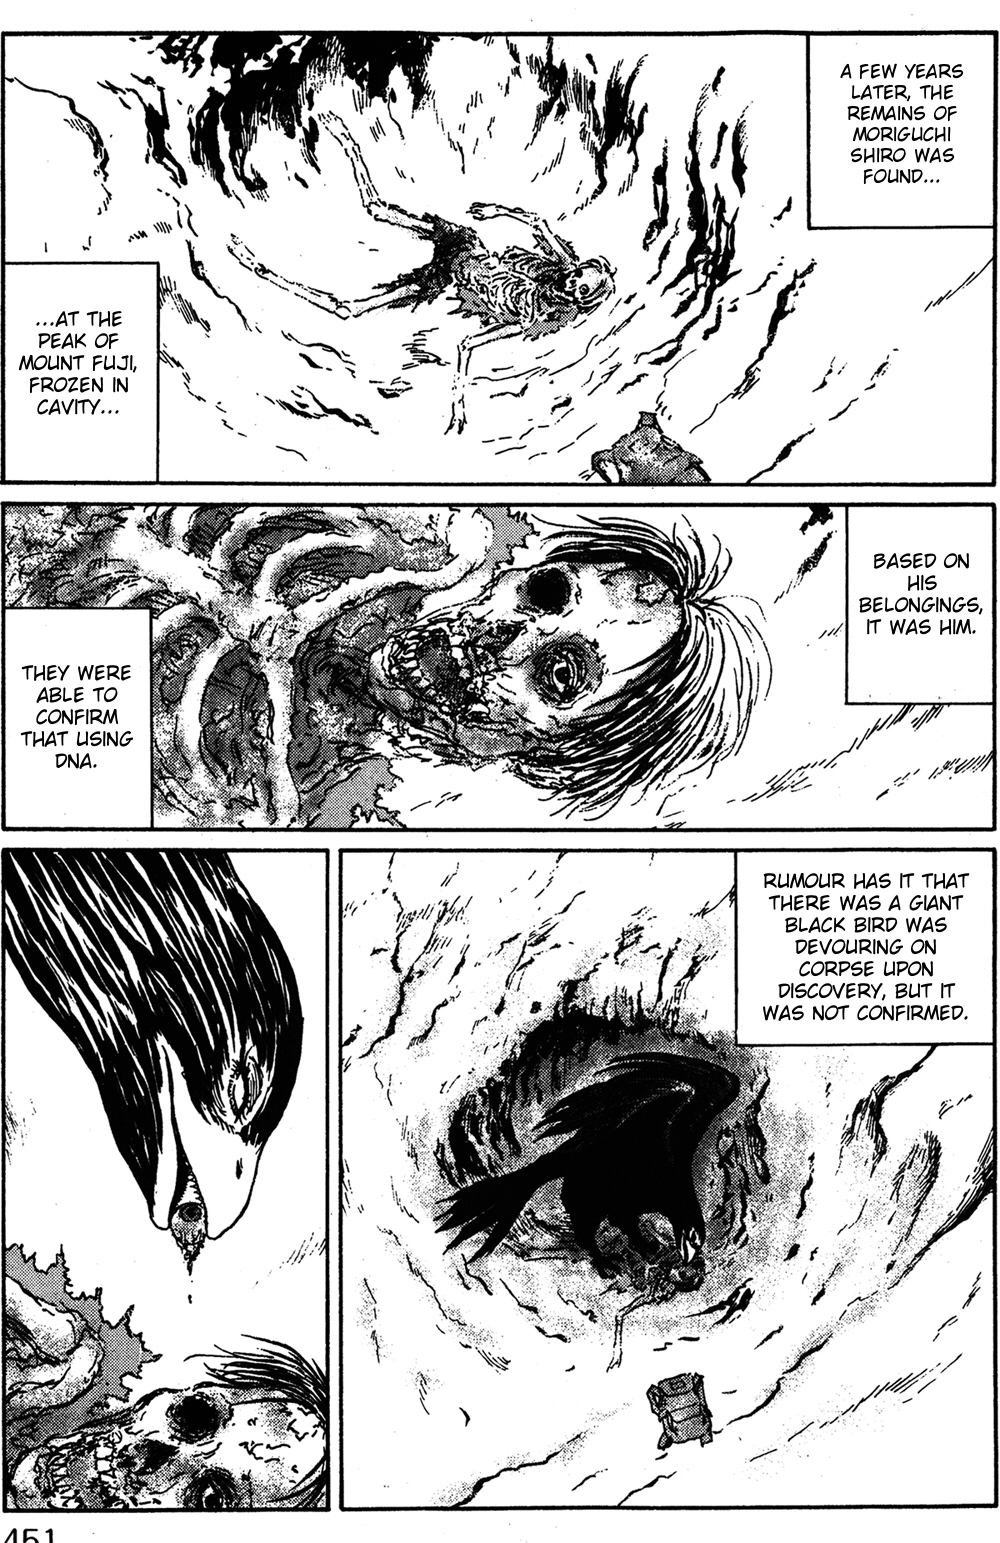 A FEW YEARS
LATER, THE
REMAINS OF
MORIGUCHI
SHIRO WAS
FOUND...
...AT THE
PEAK OF
MOUNT FUJI,
FROZEN IN
CAVITY...
BASED ON
HIS
BELONGINGS,
IT WAS HIM.
THEY WERE
ABLE TO
CONFIRM
THAT USING
DNA.
RUMOUR HAS IT THAT
THERE WAS A GIANT
BLACK BIRD WAS
DEVOURING ON
CORPSE UPON
DISCOVERY, BUT IT
WAS NOT CONFIRMED.
451